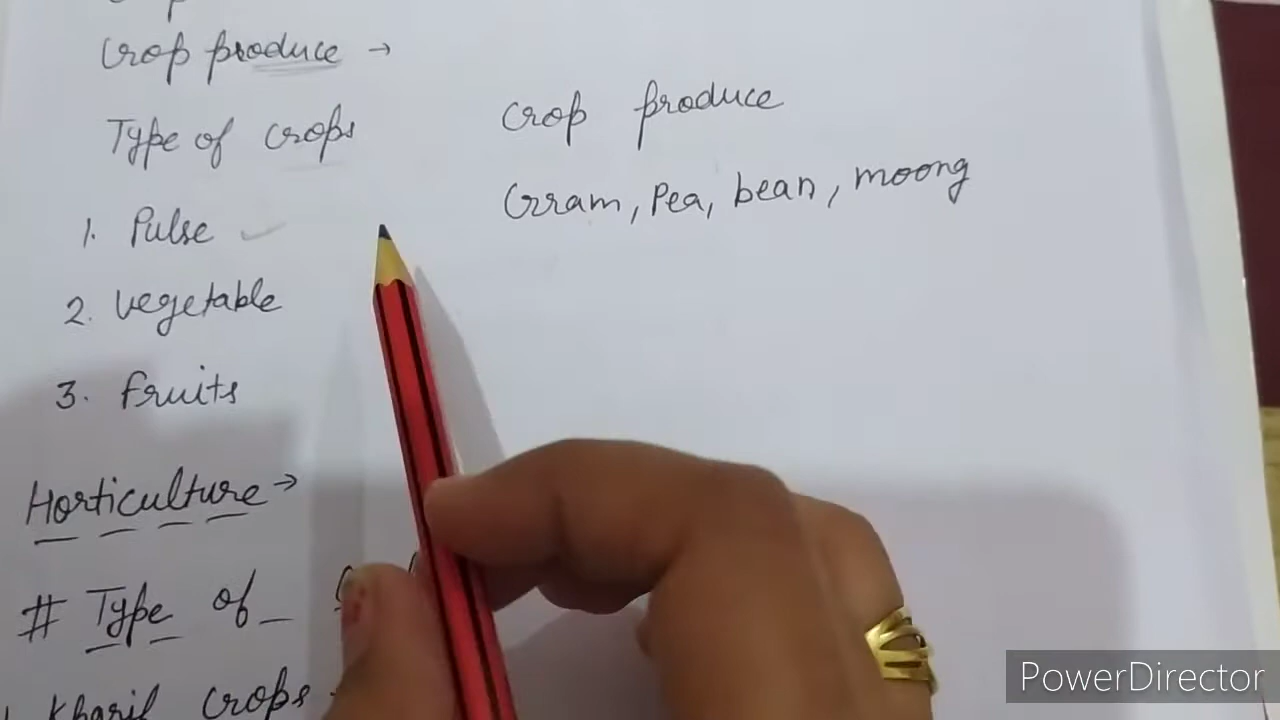 Crop produce →
Type of crops Crop produce
1. Pulse Gram, Pea, bean, moong
2. vegetable
3. fruits
Horticulture →
# Type of
Kharif crops
PowerDirector